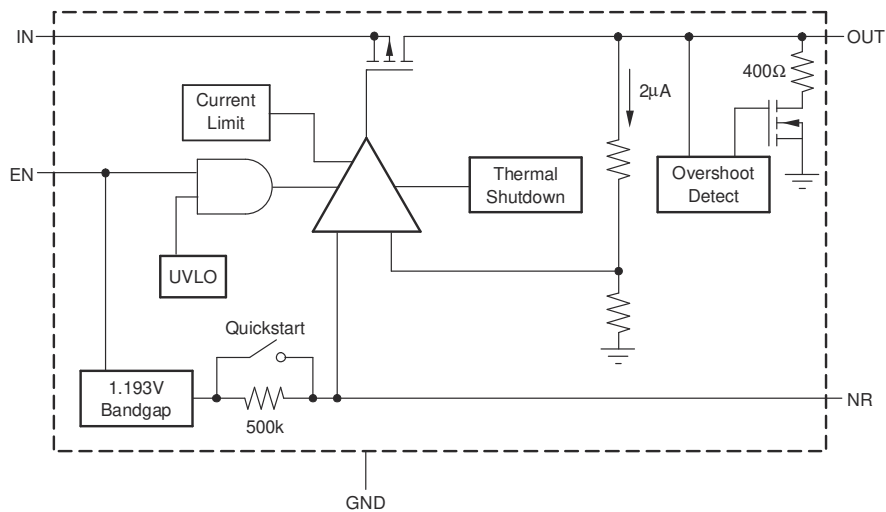 IN
OUT
400Ω
2μA
Current
Limit
EN
Thermal
Shutdown
Overshoot
Detect
UVLO
Quickstart
1.193V
Bandgap
500k
NR
GND